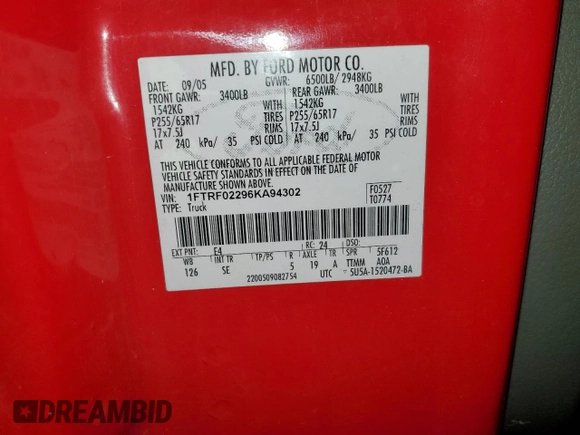 MFD. BY FORD MOTOR CO.
DATE: 09/05 GVWR: 6500LB/ 2948KG
FRONT GAWR: 3400LB REAR GAWR: 3400LB
1542KG WITH 1542KG WITH
P255/65R17 TIRES P255/65R17 TIRES
17x7.5J RIMS 17x7.5J RIMS
AT 240 kPa/ 35 PSI COLD AT 240 kPa/ 35 PSI COLD
THIS VEHICLE CONFORMS TO ALL APPLICABLE FEDERAL MOTOR
VEHICLE SAFETY STANDARDS IN EFFECT ON THE DATE OF
MANUFACTURE SHOWN ABOVE.
VIN: 1FTRF02296KA94302 F0527
TYPE: Truck T0774
EXT PNT: E4 RC: 24 DSO:
WB INT TR TP/PS R AXLE TR SPR 5F612
126 SE 5 19 A TTMM AOA
2200509082754 UTC 5U5A-1520472-BA
DREAMBID